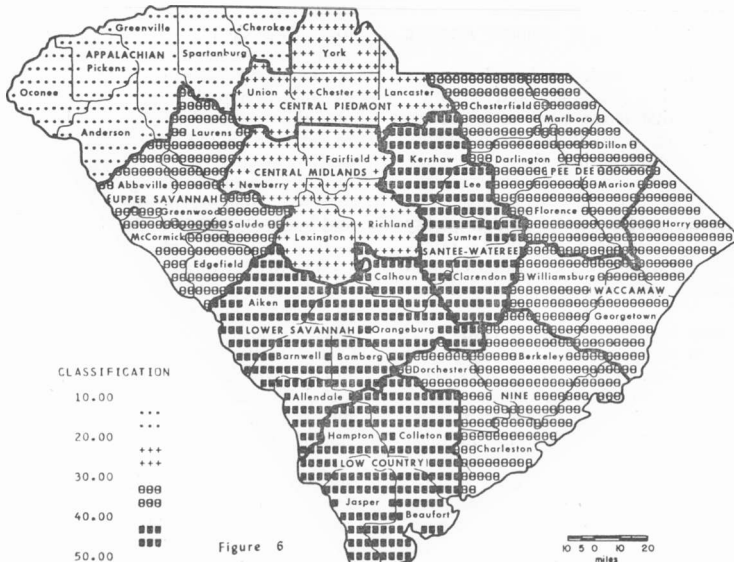 Greenville
Cherokee
York
APPALACHIAN
Spartanburg
Pickens
Oconee
Union
Chester
Lancaster
CENTRAL PIEDMONT
Chesterfield
Marlboro
Anderson
Laurens
Dillon
Fairfield
Kershaw
Darlington
CENTRAL MIDLANDS
PEE DEE
Abbeville
Newberry
Lee
Marion
UPPER SAVANNAH
Greenwood
Florence
Saluda
Richland
Horry
McCormick
Lexington
Sumter
SANTEE-WATEREE
Edgefield
Calhoun
Clarendon
Williamsburg
WACCAMAW
Aiken
Georgetown
LOWER SAVANNAH
Orangeburg
Barnwell
Bamberg
Berkeley
Dorchester
CLASSIFICATION
Allendale
NINE
10.00
Hampton
Colleton
20.00
Charleston
LOW COUNTRY
30.00
Jasper
Beaufort
40.00
Figure 6
10 5 0 10 20
miles
50.00